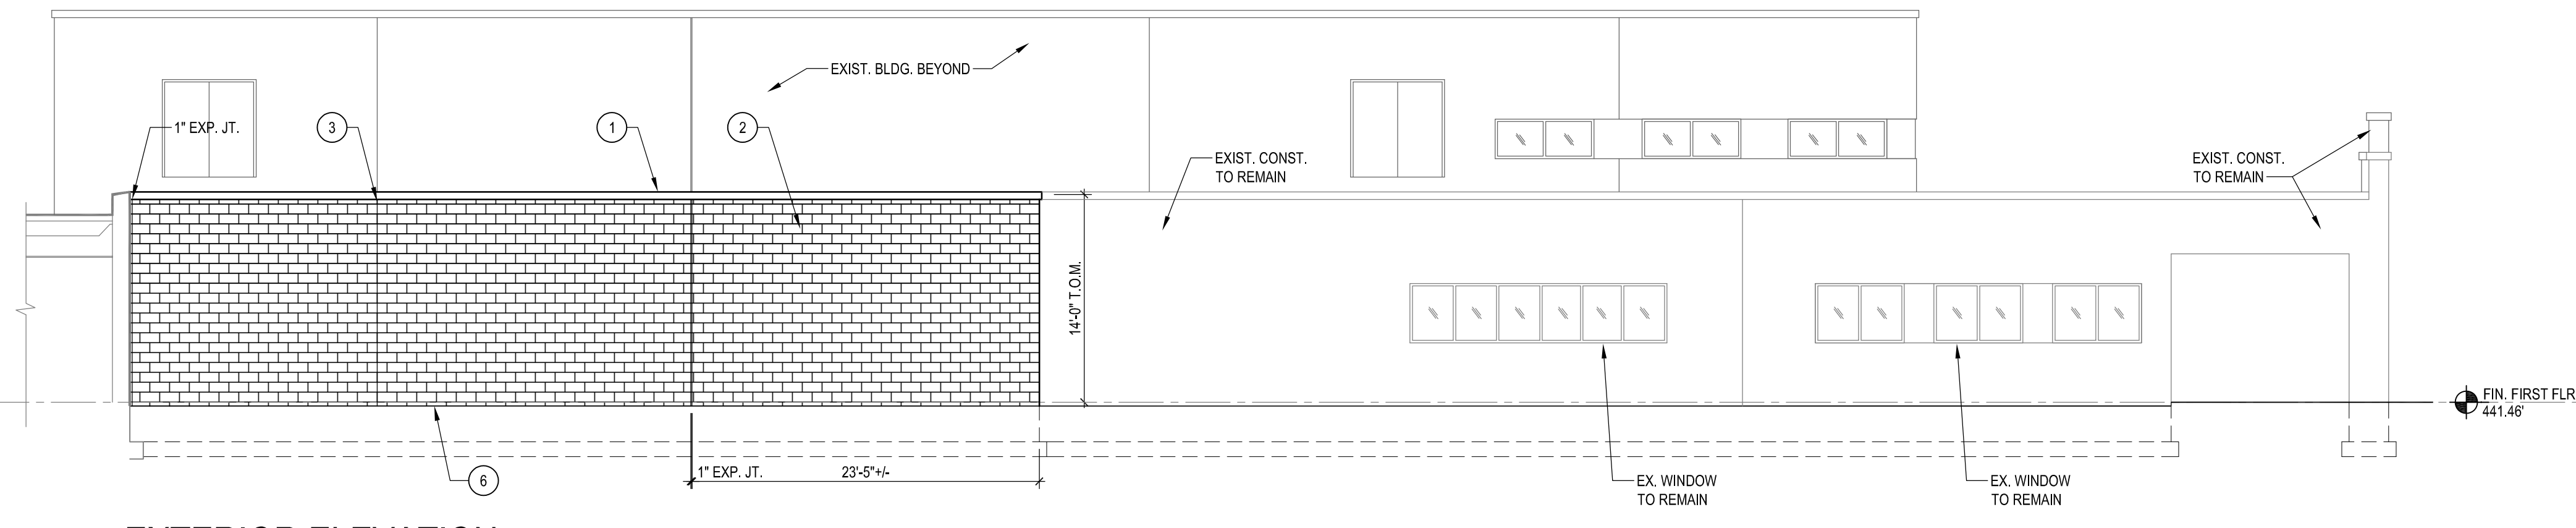 EXIST. BLDG. BEYOND
1" EXP. JT.
3
1
2
EXIST. CONST.
TO REMAIN
EXIST. CONST.
TO REMAIN
14'-0" T.O.M.
FIN. FIRST FLR
441.46'
1" EXP. JT.
23'-5"+/-
6
EX. WINDOW
TO REMAIN
EX. WINDOW
TO REMAIN
EXTERIOR ELEVATION